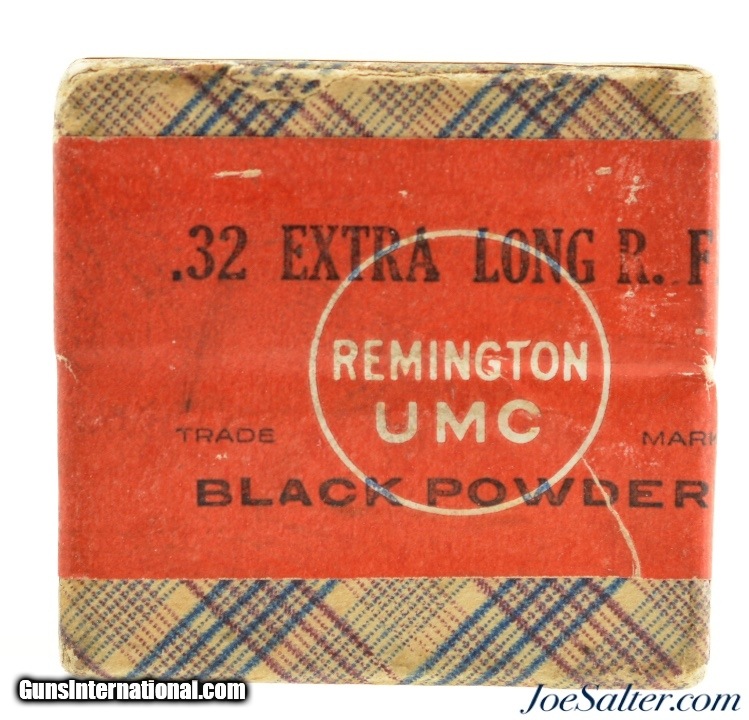 .32 EXTRA LONG R. F.
REMINGTON
UMC
TRADE MARK
BLACK POWDER
GunsInternational.com
JoeSalter.com